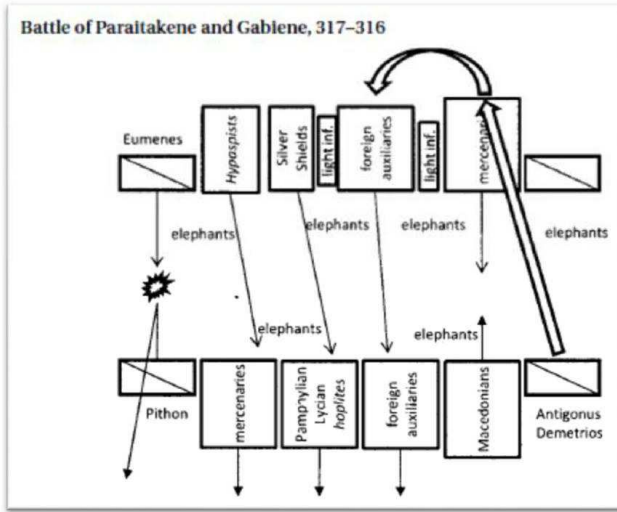 Battle of Paraitakene and Gabiene, 317–316
Eumenes
Hypaspists
Silver
Shields
light inf.
foreign
auxiliaries
light inf.
elephants
elephants
elephants
elephants
elephants
elephants
Pithon
mercenaries
Pamphylian
Lycian
hoplites
foreign
auxiliaries
Macedonians
Antigonus
Demetrios